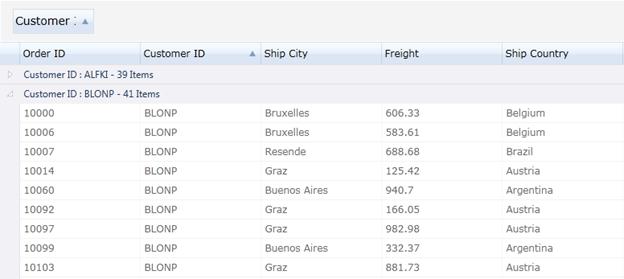 Customer :
Order ID Customer ID Ship City Freight Ship Country
Customer ID : ALFKI - 39 Items
Customer ID : BLONP - 41 Items
10000 BLONP Bruxelles 606.33 Belgium
10006 BLONP Bruxelles 583.61 Belgium
10007 BLONP Resende 688.68 Brazil
10014 BLONP Graz 125.42 Austria
10060 BLONP Buenos Aires 940.7 Argentina
10092 BLONP Graz 166.05 Austria
10097 BLONP Graz 982.98 Austria
10099 BLONP Buenos Aires 332.37 Argentina
10103 BLONP Graz 881.73 Austria